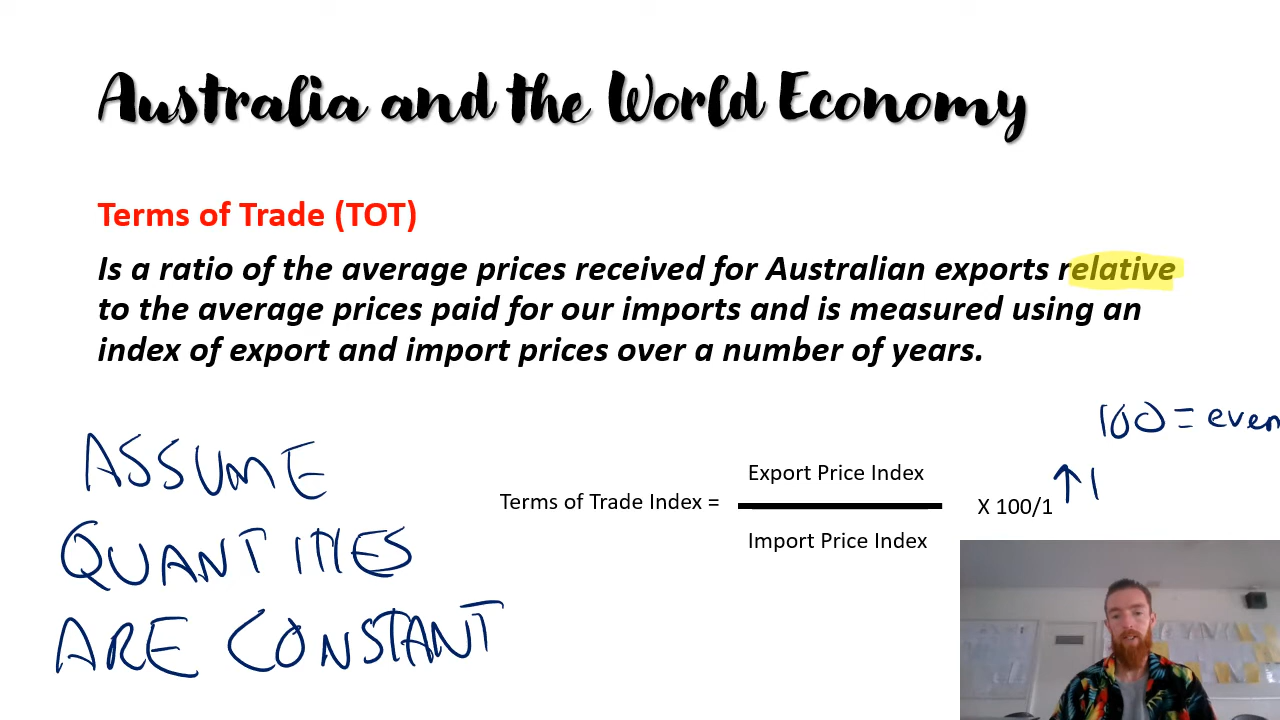 Australia and the World Economy
Terms of Trade (TOT)
Is a ratio of the average prices received for Australian exports relative
to the average prices paid for our imports and is measured using an
index of export and import prices over a number of years.
100 = even
ASSUME
QUANTITIES
ARE CONSTANT
Terms of Trade Index =
Export Price Index
Import Price Index
X 100/1
↑ 1